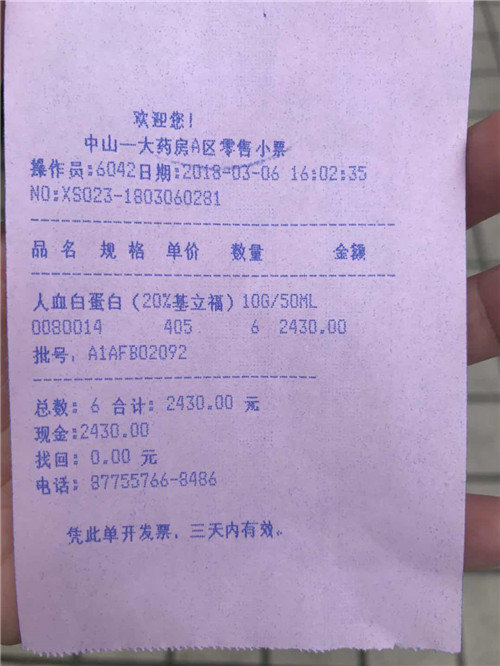 欢迎您!
中山一大药房A区零售小票
操作员:6042日期:2018-03-06 16:02:35
NO:XS023-1803060281
品 名 规 格 单价 数量 金额
人血白蛋白(20%基立福)10G/50ML
0080014 405 6 2430.00
批号: A1AFB02092
总数: 6 合计: 2430.00 元
现金:2430.00
找回: 0.00 元
电话: 87755766-8486
凭此单开发票, 三天内有效.